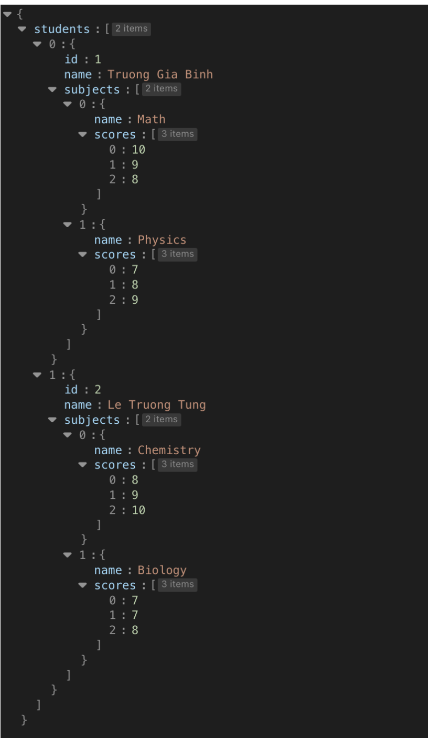 {
students : [ 2 items
0 : {
id : 1
name : Truong Gia Binh
subjects : [ 2 items
0 : {
name : Math
scores : [ 3 items
0 : 10
1 : 9
2 : 8
]
}
1 : {
name : Physics
scores : [ 3 items
0 : 7
1 : 8
2 : 9
]
}
]
}
1 : {
id : 2
name : Le Truong Tung
subjects : [ 2 items
0 : {
name : Chemistry
scores : [ 3 items
0 : 8
1 : 9
2 : 10
]
}
1 : {
name : Biology
scores : [ 3 items
0 : 7
1 : 7
2 : 8
]
}
]
}
]
}